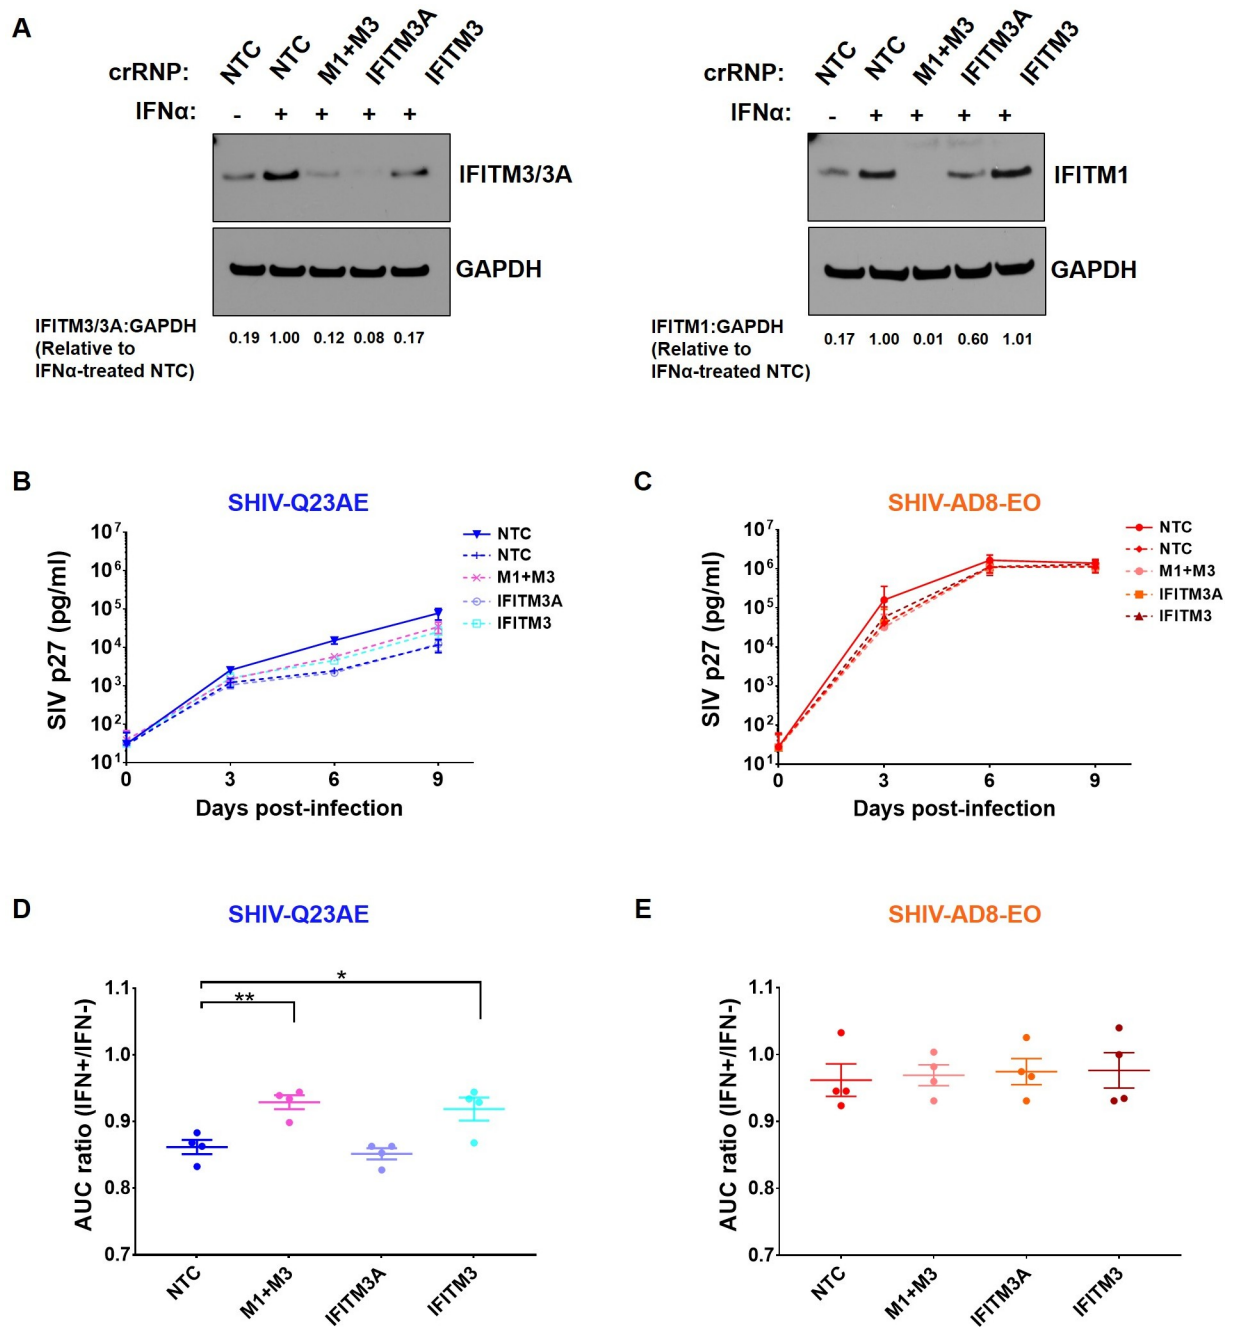 A
crRNP: NTC NTC M1+M3 IFITM3A IFITM3
IFNα: - + + + +
IFITM3/3A
GAPDH
IFITM3/3A:GAPDH
(Relative to
IFNα-treated NTC)
0.19 1.00 0.12 0.08 0.17
crRNP: NTC NTC M1+M3 IFITM3A IFITM3
IFNα: - + + + +
IFITM1
GAPDH
IFITM1:GAPDH
(Relative to
IFNα-treated NTC)
0.17 1.00 0.01 0.60 1.01
B
SHIV-Q23AE
SIV p27 (pg/ml)
10⁷
10⁶
10⁵
10⁴
10³
10²
10¹
0 3 6 9
Days post-infection
NTC
NTC
M1+M3
IFITM3A
IFITM3
C
SHIV-AD8-EO
SIV p27 (pg/ml)
10⁷
10⁶
10⁵
10⁴
10³
10²
10¹
0 3 6 9
Days post-infection
NTC
NTC
M1+M3
IFITM3A
IFITM3
D
SHIV-Q23AE
AUC ratio (IFN+/IFN-)
1.1
1.0
0.9
0.8
0.7
*
**
NTC M1+M3 IFITM3A IFITM3
E
SHIV-AD8-EO
AUC ratio (IFN+/IFN-)
1.1
1.0
0.9
0.8
0.7
NTC M1+M3 IFITM3A IFITM3